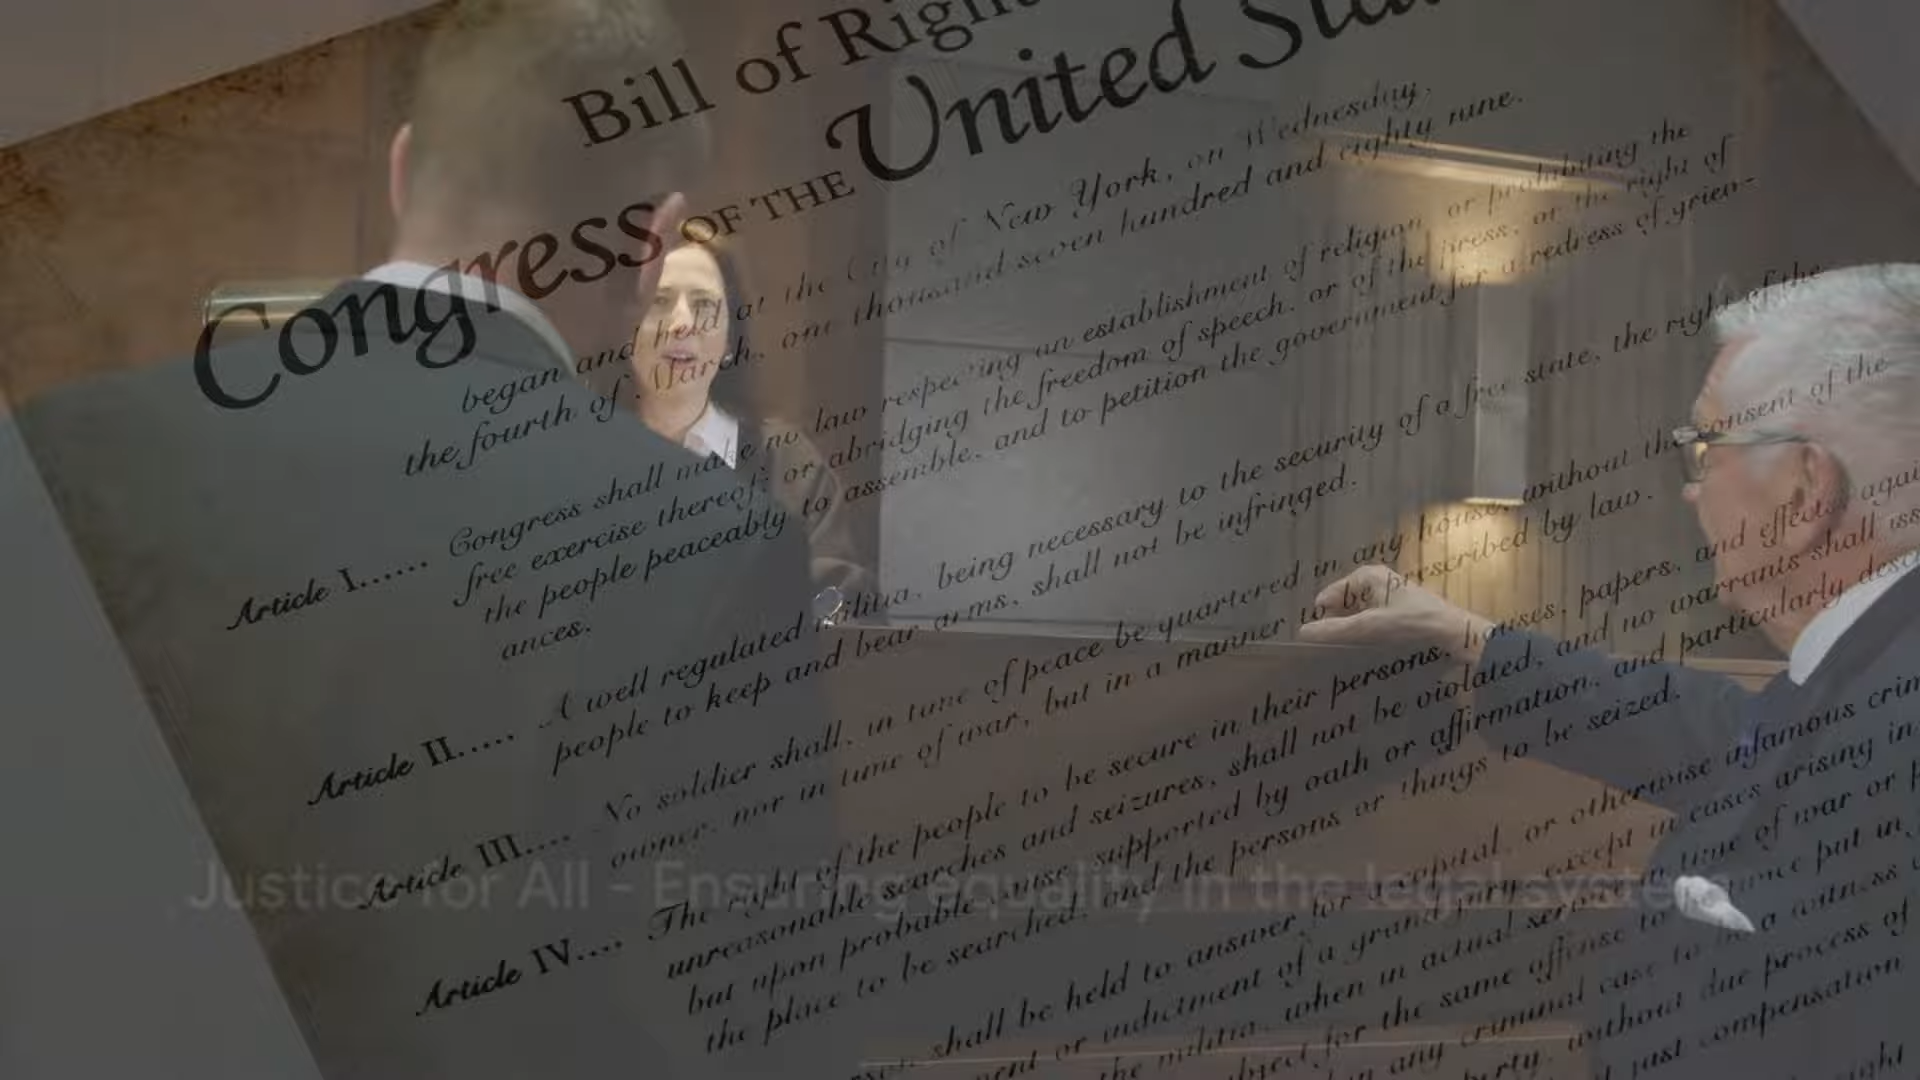 Bill of Right
Congress OF THE United Sta
began and held at the City of New York, on Wednesday,
the fourth of March, one thousand seven hundred and eighty nine.
Article I...... Congress shall make no law respecting an establishment of religion, or prohibiting the
free exercise thereof; or abridging the freedom of speech, or of the press, or the right of
the people peaceably to assemble, and to petition the government for a redress of griev-
ances.
Article II..... A well regulated militia, being necessary to the security of a free state, the right of the
people to keep and bear arms, shall not be infringed.
Article III.... No soldier shall, in time of peace be quartered in any house, without the consent of the
owner, nor in time of war, but in a manner to be prescribed by law.
Article IV.... The right of the people to be secure in their persons, houses, papers, and effects, agai
unreasonable searches and seizures, shall not be violated, and no warrants shall iss
but upon probable cause, supported by oath or affirmation, and particularly desc
the place to be searched, and the persons or things to be seized.
shall be held to answer for a capital, or otherwise infamous crim
ment or indictment of a grand jury, except in cases arising in
the militia, when in actual service in time of war or p
bject for the same offense to be put in
in any criminal case to be a witness
erty, without due process of
just compensation
right
Justice for All - Ensuring equality in the legal system